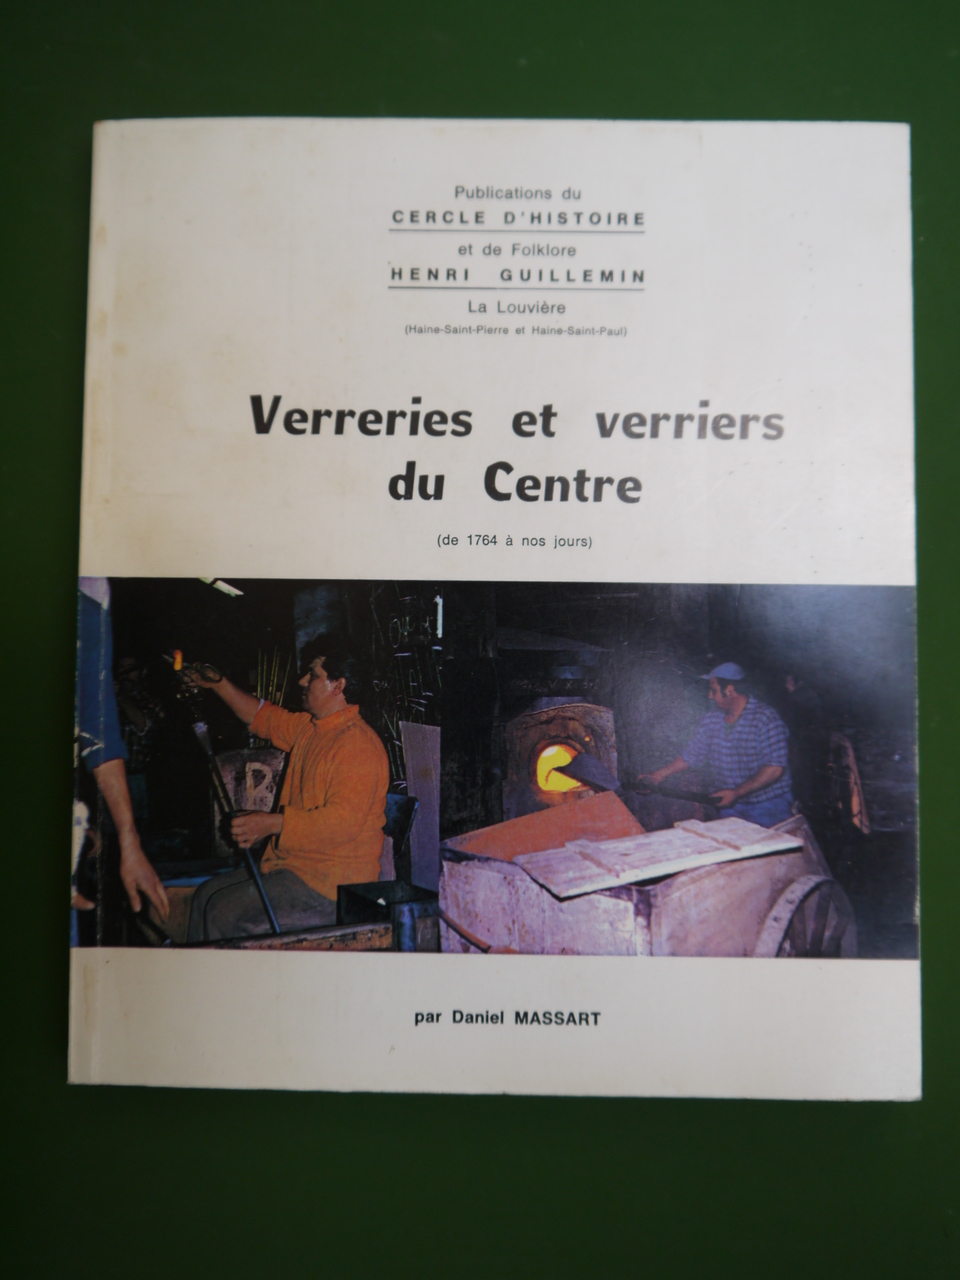 Publications du
CERCLE D'HISTOIRE
et de Folklore
HENRI GUILLEMIN
La Louvière
(Haine-Saint-Pierre et Haine-Saint-Paul)
Verreries et verriers
du Centre
(de 1764 à nos jours)
par Daniel MASSART